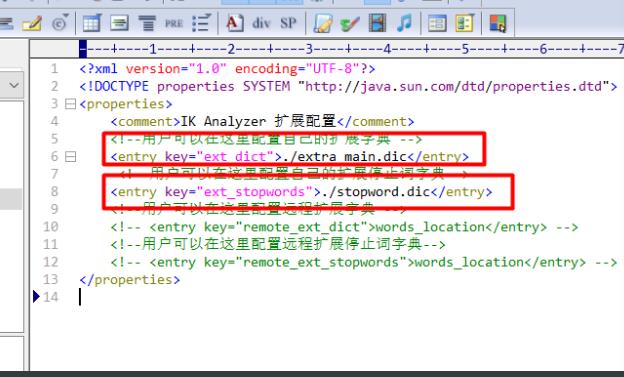 PRE
A
div
SP
----+----1----+----2----+----3----+----4----+----5----+----6----+----7
1 <?xml version="1.0" encoding="UTF-8"?>
2 <!DOCTYPE properties SYSTEM "http://java.sun.com/dtd/properties.dtd">
3 <properties>
4 <comment>IK Analyzer 扩展配置</comment>
5 <!--用户可以在这里配置自己的扩展字典 -->
6 <entry key="ext_dict">./extra_main.dic</entry>
7 <!--用户可以在这里配置自己的扩展停止词字典-->
8 <entry key="ext_stopwords">./stopword.dic</entry>
9 <!--用户可以在这里配置远程扩展字典 -->
10 <!-- <entry key="remote_ext_dict">words_location</entry> -->
11 <!--用户可以在这里配置远程扩展停止词字典-->
12 <!-- <entry key="remote_ext_stopwords">words_location</entry> -->
13 </properties>
14